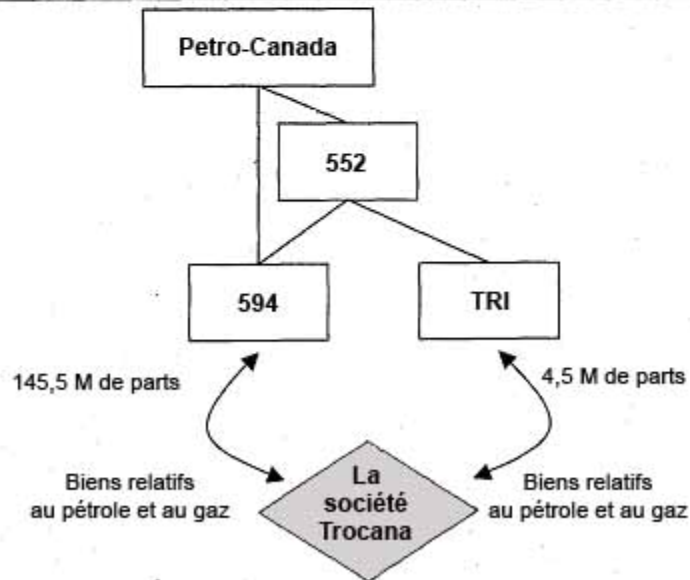 Petro-Canada
552
594
TRI
145,5 M de parts
4,5 M de parts
Biens relatifs
au pétrole et au gaz
La
société
Trocana
Biens relatifs
au pétrole et au gaz